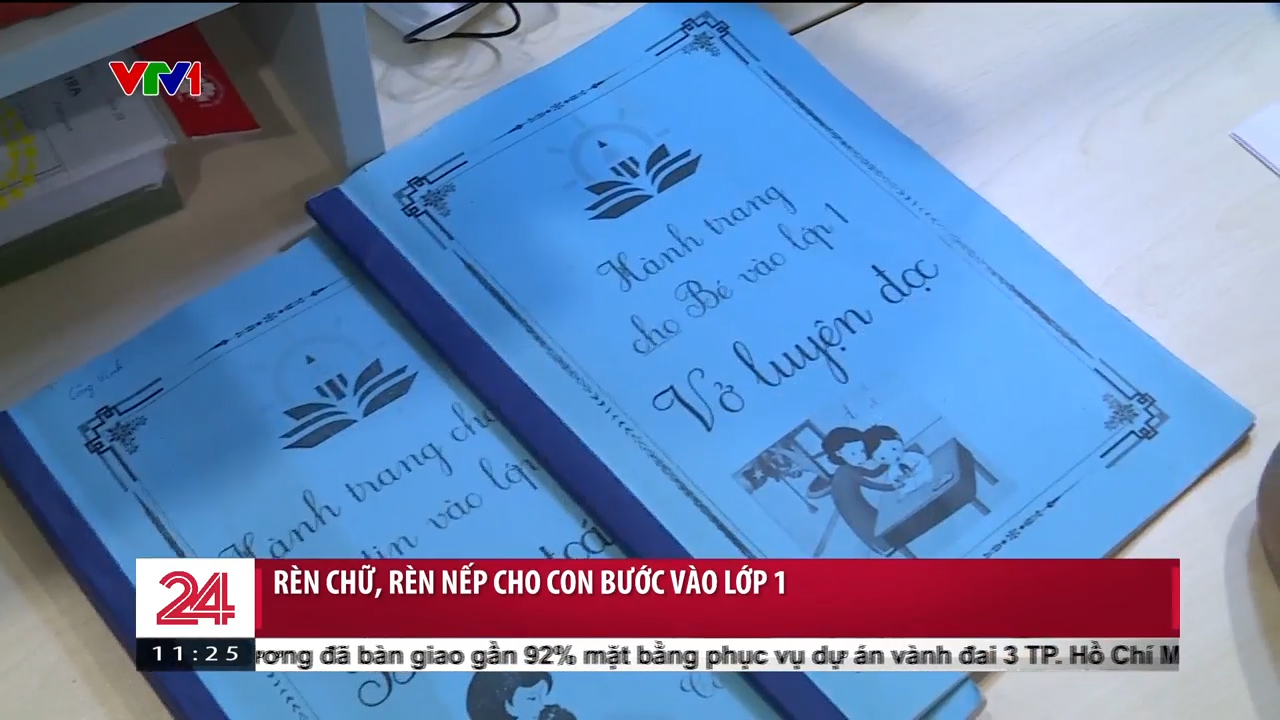 VTV1
Hành trang
cho Bé vào lớp 1
Vở luyện đọc
Công Vinh
Hành trang cho
tin vào lớp
toá
24
RÈN CHỮ, RÈN NẾP CHO CON BƯỚC VÀO LỚP 1
11:25
ương đã bàn giao gần 92% mặt bằng phục vụ dự án vành đai 3 TP. Hồ Chí M